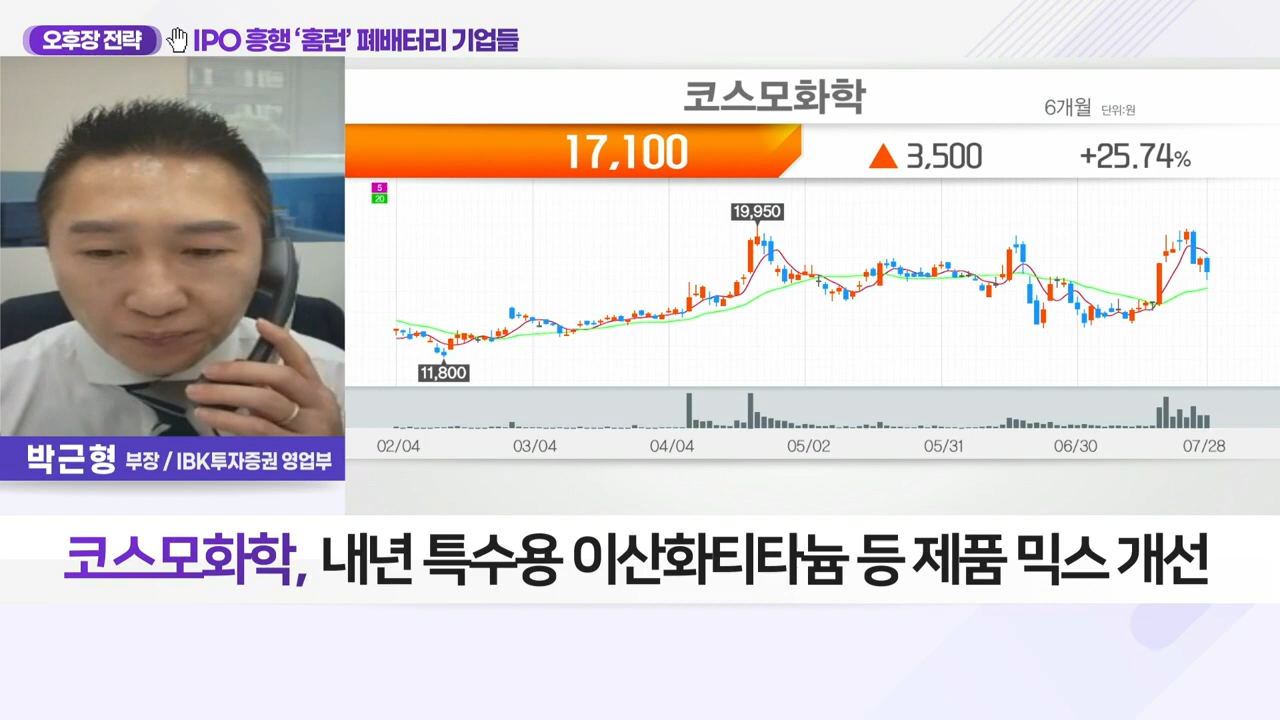 오후장 전략 IPO 흥행 ‘홈런’ 폐배터리 기업들
코스모화학
6개월 단위:원
17,100 ▲ 3,500 +25.74%
5
20
19,950
11,800
02/04 03/04 04/04 05/02 05/31 06/30 07/28
박근형 부장 / IBK투자증권 영업부
코스모화학, 내년 특수용 이산화티타늄 등 제품 믹스 개선